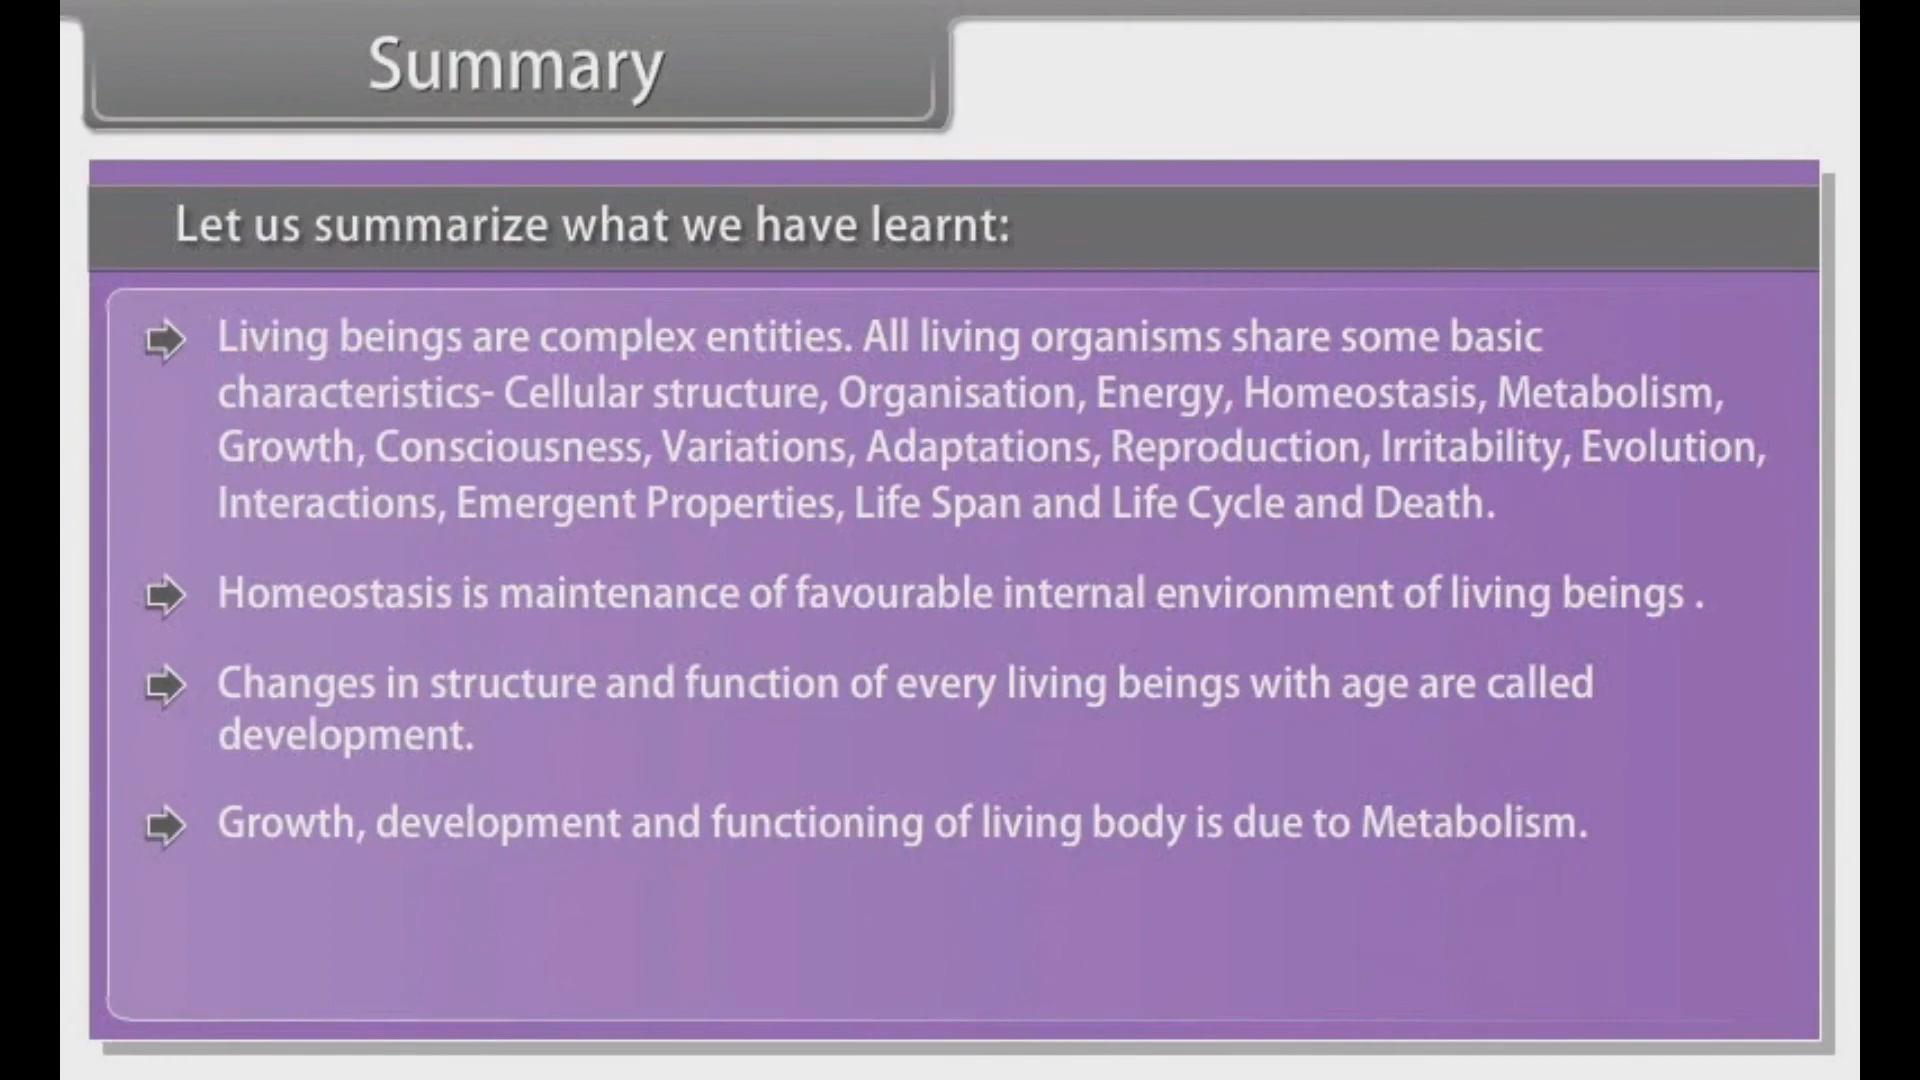 Summary
Let us summarize what we have learnt:
Living beings are complex entities. All living organisms share some basic
characteristics- Cellular structure, Organisation, Energy, Homeostasis, Metabolism,
Growth, Consciousness, Variations, Adaptations, Reproduction, Irritability, Evolution,
Interactions, Emergent Properties, Life Span and Life Cycle and Death.
Homeostasis is maintenance of favourable internal environment of living beings .
Changes in structure and function of every living beings with age are called
development.
Growth, development and functioning of living body is due to Metabolism.